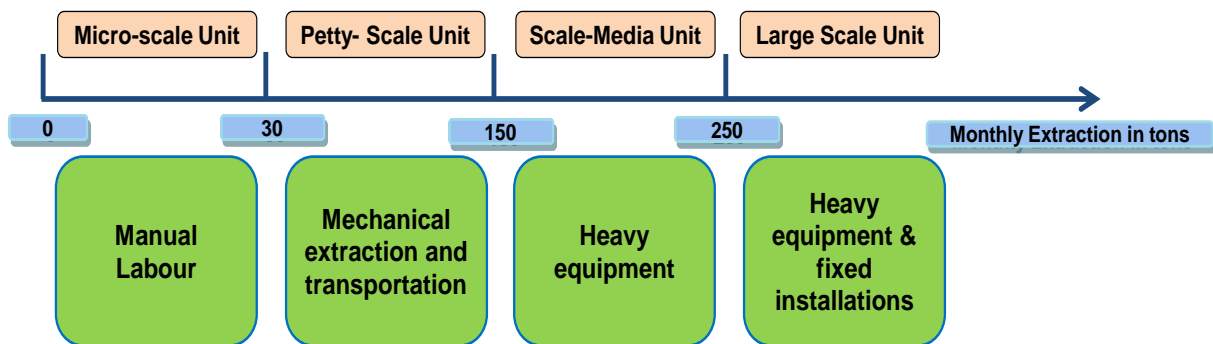 Micro-scale Unit
Petty- Scale Unit
Scale-Media Unit
Large Scale Unit
0
30
150
250
Monthly Extraction in tons
Manual
Labour
Mechanical
extraction and
transportation
Heavy
equipment
Heavy
equipment &
fixed
installations